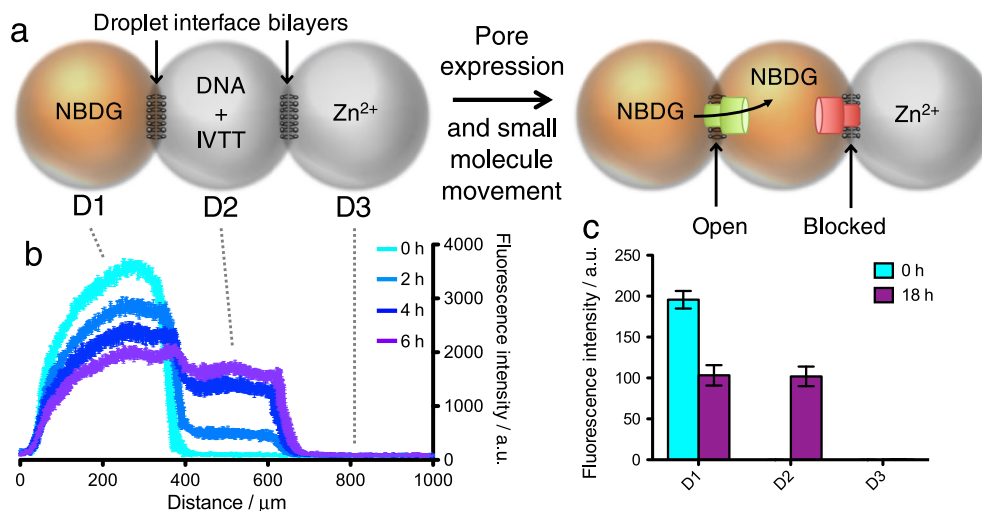 a
Droplet interface bilayers
NBDG
DNA
+
IVTT
Zn²⁺
D1
D2
D3
Pore
expression
and small
molecule
movement
NBDG
NBDG
Zn²⁺
Open
Blocked
b
0 h
2 h
4 h
6 h
4000
3000
2000
1000
0
Fluorescence intensity / a.u.
0
200
400
600
800
1000
Distance / μm
c
Fluorescence intensity / a.u.
250
200
150
100
50
0
0 h
18 h
D1
D2
D3